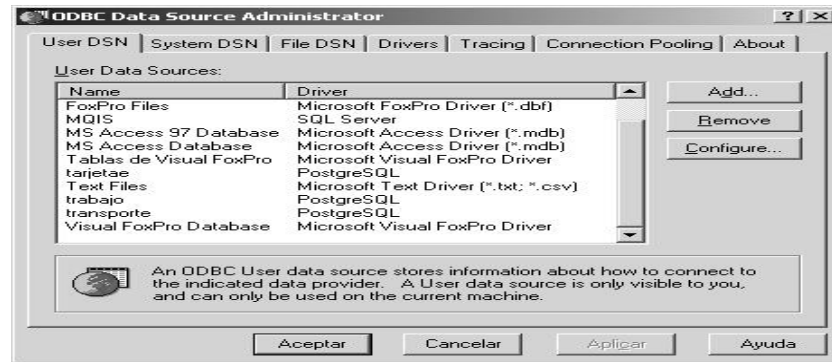 ODBC Data Source Administrator
User DSN System DSN File DSN Drivers Tracing Connection Pooling About
User Data Sources:
Name Driver
FoxPro Files Microsoft FoxPro Driver (*.dbf)
MQIS SQL Server
MS Access 97 Database Microsoft Access Driver (*.mdb)
MS Access Database Microsoft Access Driver (*.mdb)
Tablas de Visual FoxPro Microsoft Visual FoxPro Driver
tarjetae PostgreSQL
Text Files Microsoft Text Driver (*.txt; *.csv)
trabajo PostgreSQL
transporte PostgreSQL
Visual FoxPro Database Microsoft Visual FoxPro Driver
Add...
Remove
Configure...
An ODBC User data source stores information about how to connect to
the indicated data provider. A User data source is only visible to you,
and can only be used on the current machine.
Aceptar Cancelar Aplicar Ayuda